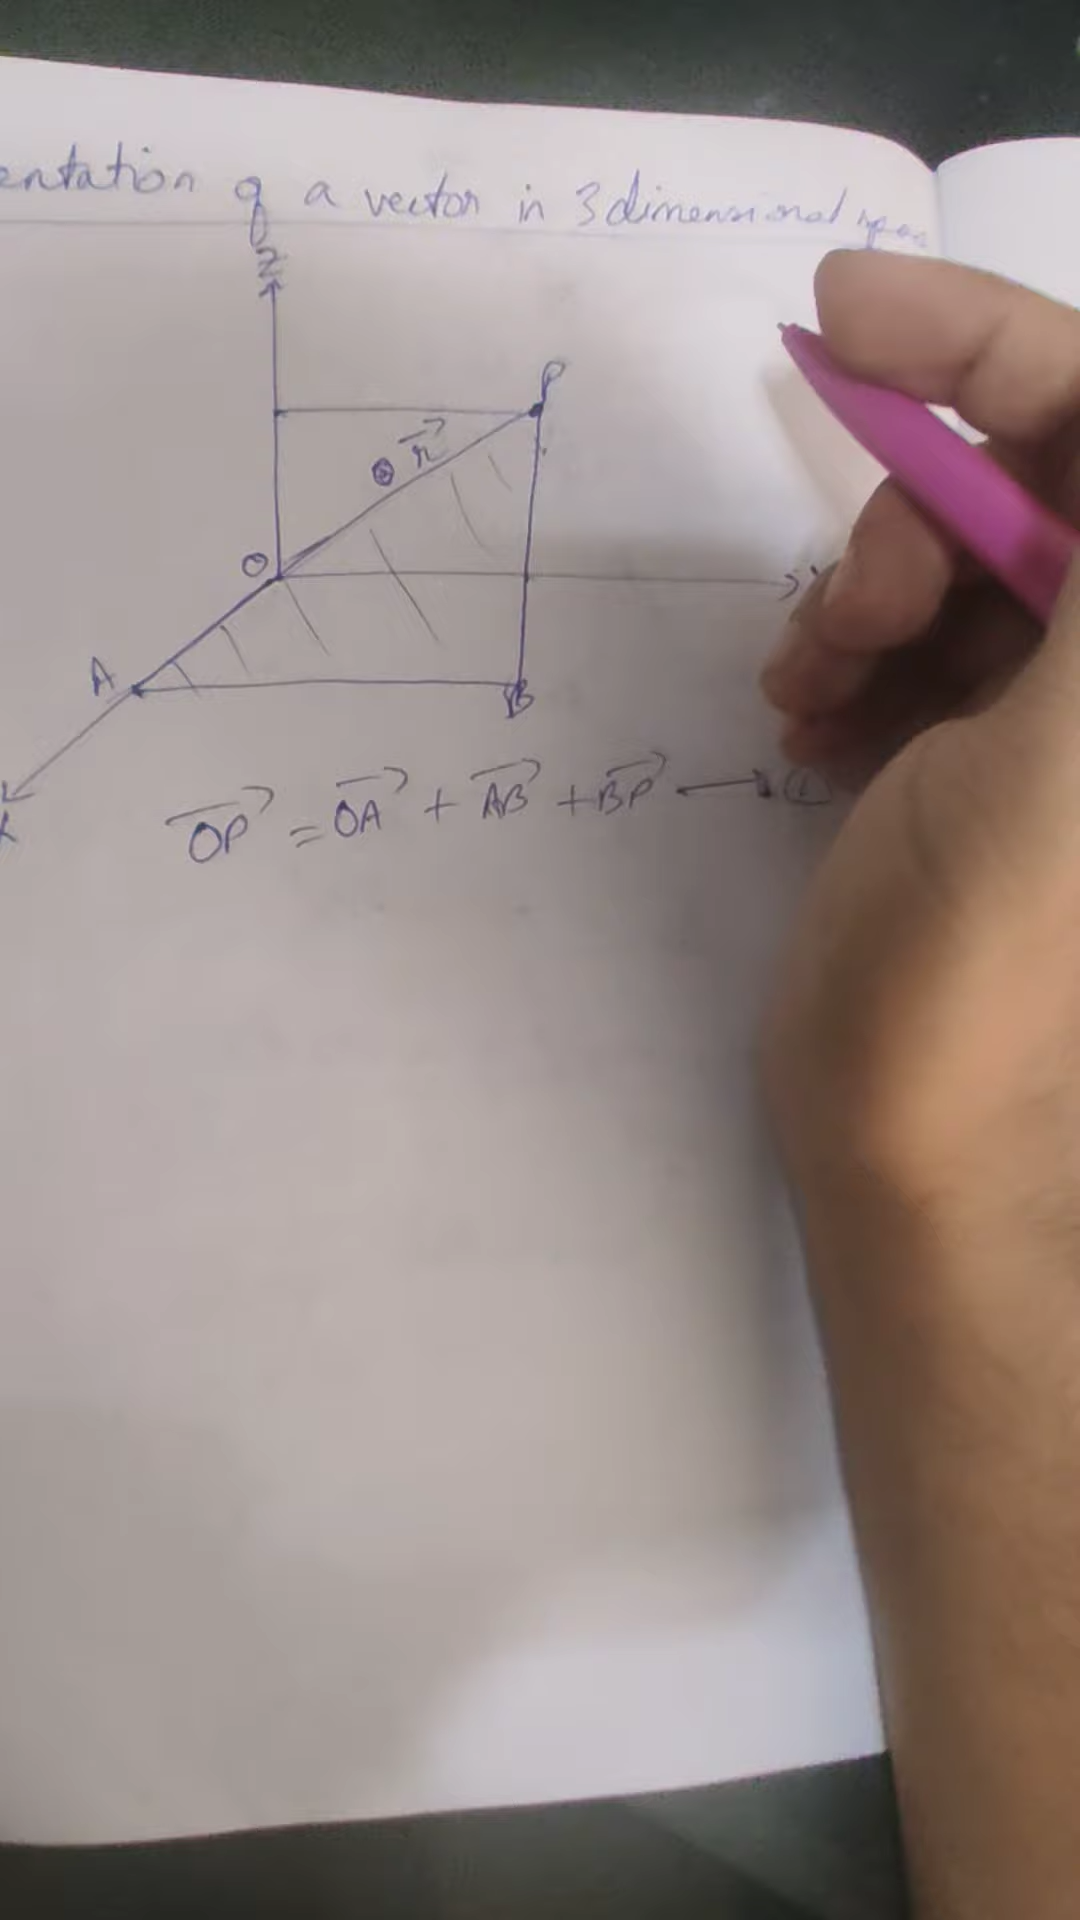 entation of a vector in 3 dimensional
Z
P
r
O
A
B
OP = OA + AB + BP → 1